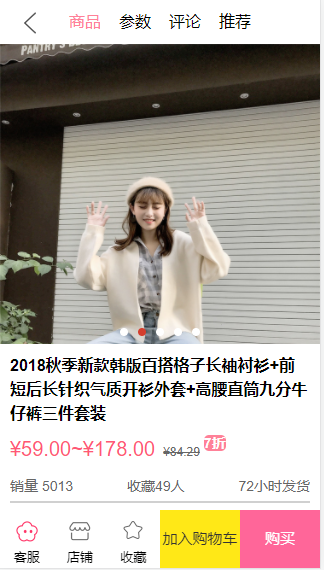 商品 参数 评论 推荐
PANTRY'S
2018秋季新款韩版百搭格子长袖衬衫+前
短后长针织气质开衫外套+高腰直筒九分牛
仔裤三件套装
¥59.00~¥178.00 ¥84.29 7折
销量 5013 收藏49人 72小时发货
客服 店铺 收藏 加入购物车 购买